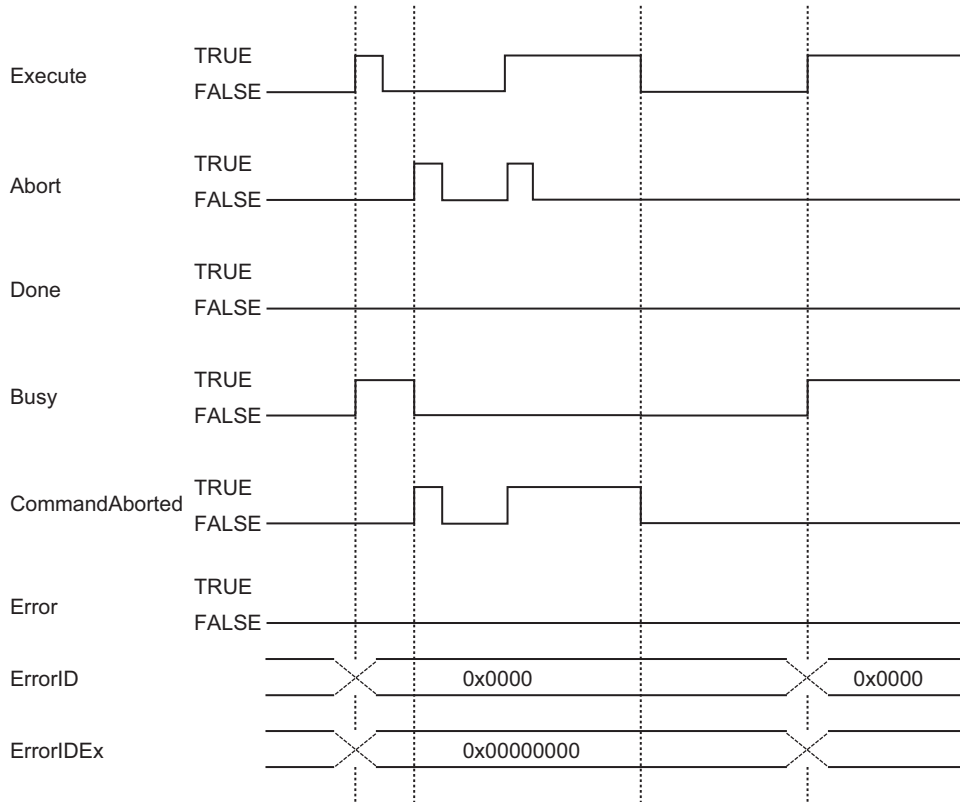 TRUE
Execute
FALSE
TRUE
Abort
FALSE
TRUE
Done
FALSE
TRUE
Busy
FALSE
TRUE
CommandAborted
FALSE
TRUE
Error
FALSE
ErrorID 0x0000 0x0000
ErrorIDEx 0x00000000